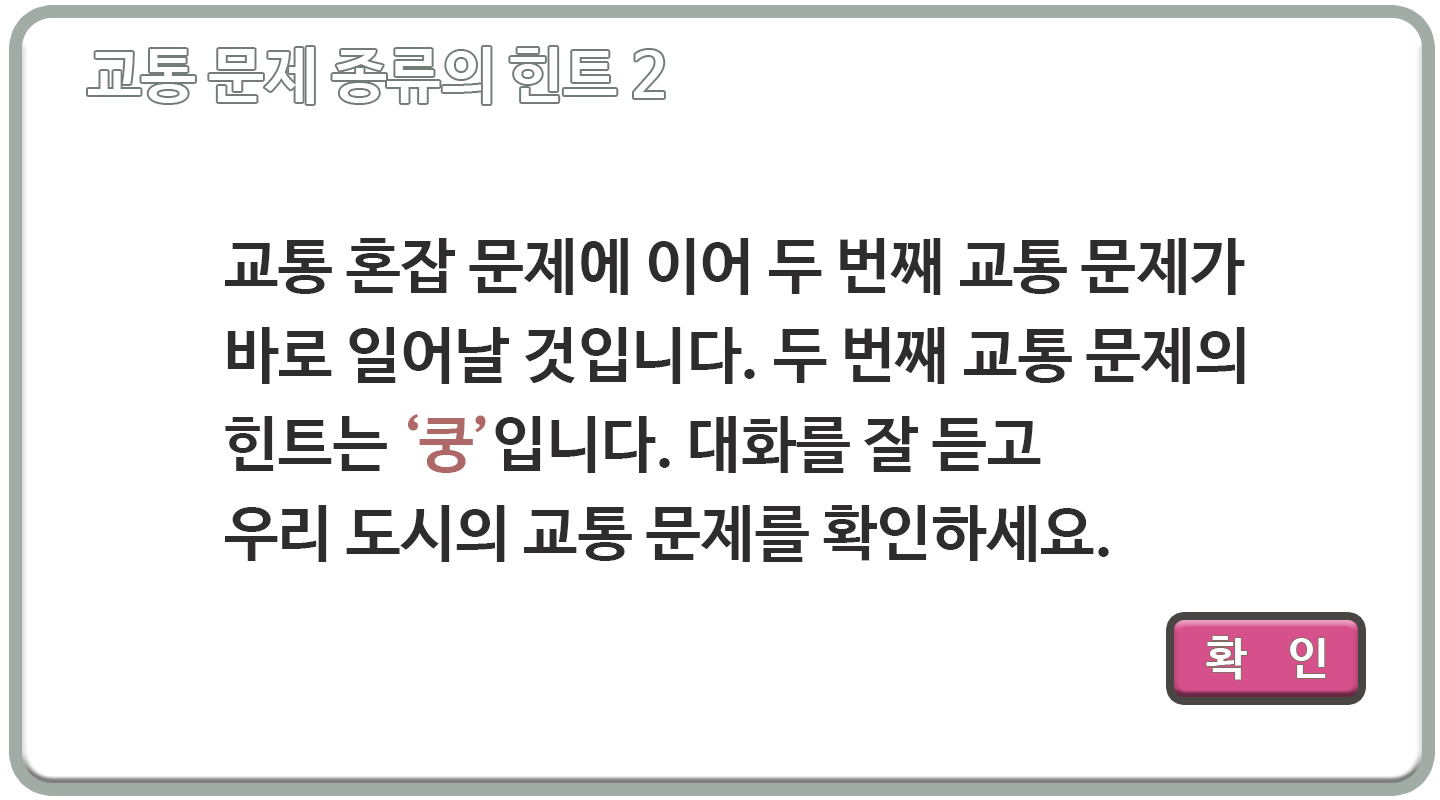 교통 문제 종류의 힌트 2
교통 혼잡 문제에 이어 두 번째 교통 문제가
바로 일어날 것입니다. 두 번째 교통 문제의
힌트는 ‘쿵’입니다. 대화를 잘 듣고
우리 도시의 교통 문제를 확인하세요.
확 인